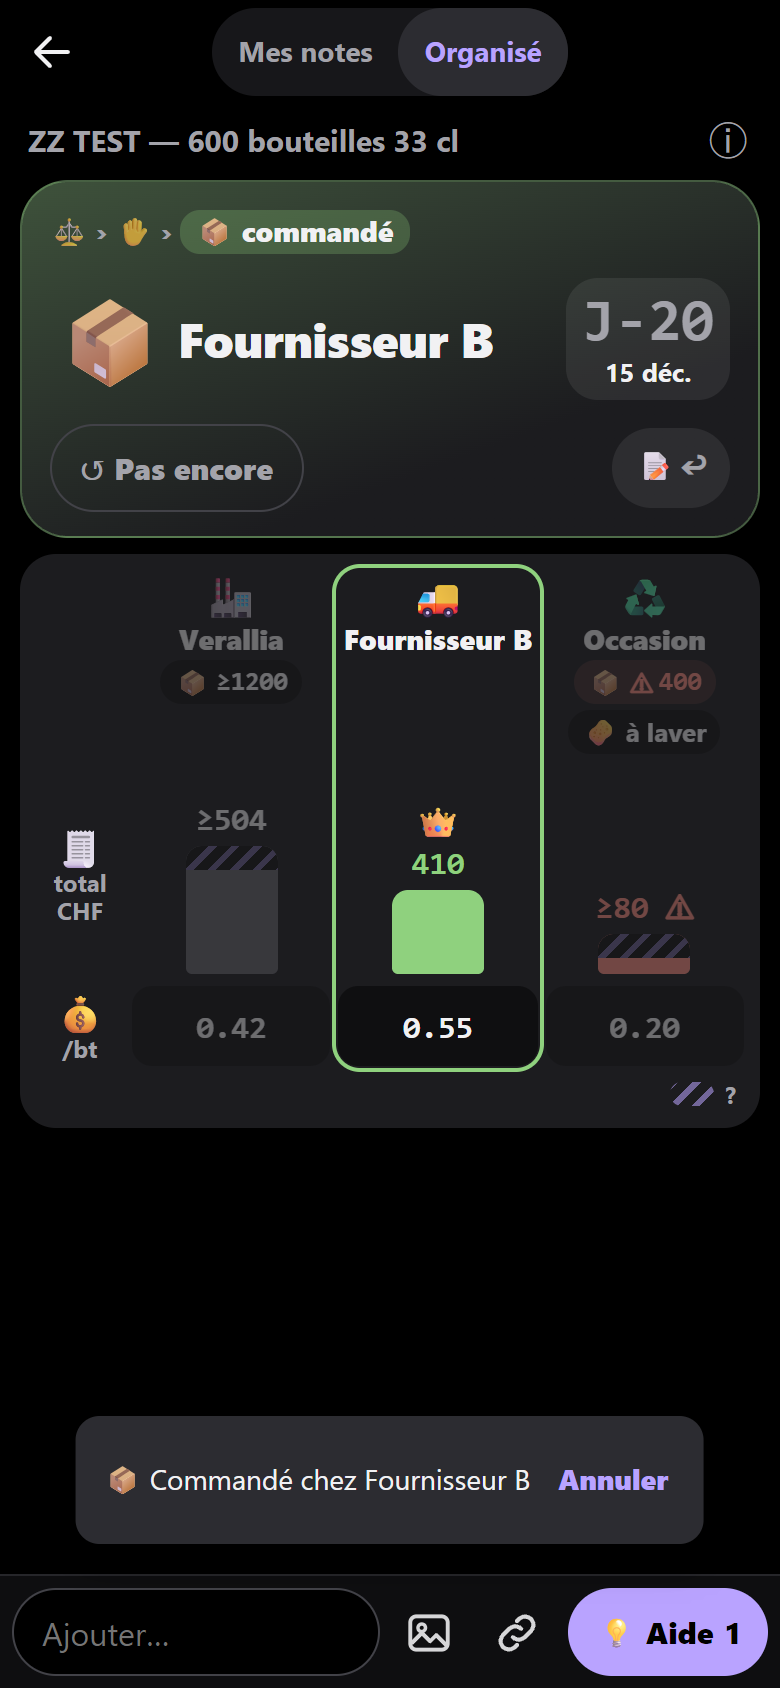 Mes notes
Organisé
ZZ TEST — 600 bouteilles 33 cl
⚖️ › ✋ › 📦 commandé
📦 Fournisseur B
J-20
15 déc.
↺ Pas encore
📝 ↩
Verallia
📦 ≥1200
Fournisseur B
Occasion
📦 ⚠ 400
à laver
total
CHF
≥504
410
≥80 ⚠
/bt
0.42
0.55
0.20
?
📦 Commandé chez Fournisseur B
Annuler
Ajouter...
💡 Aide 1